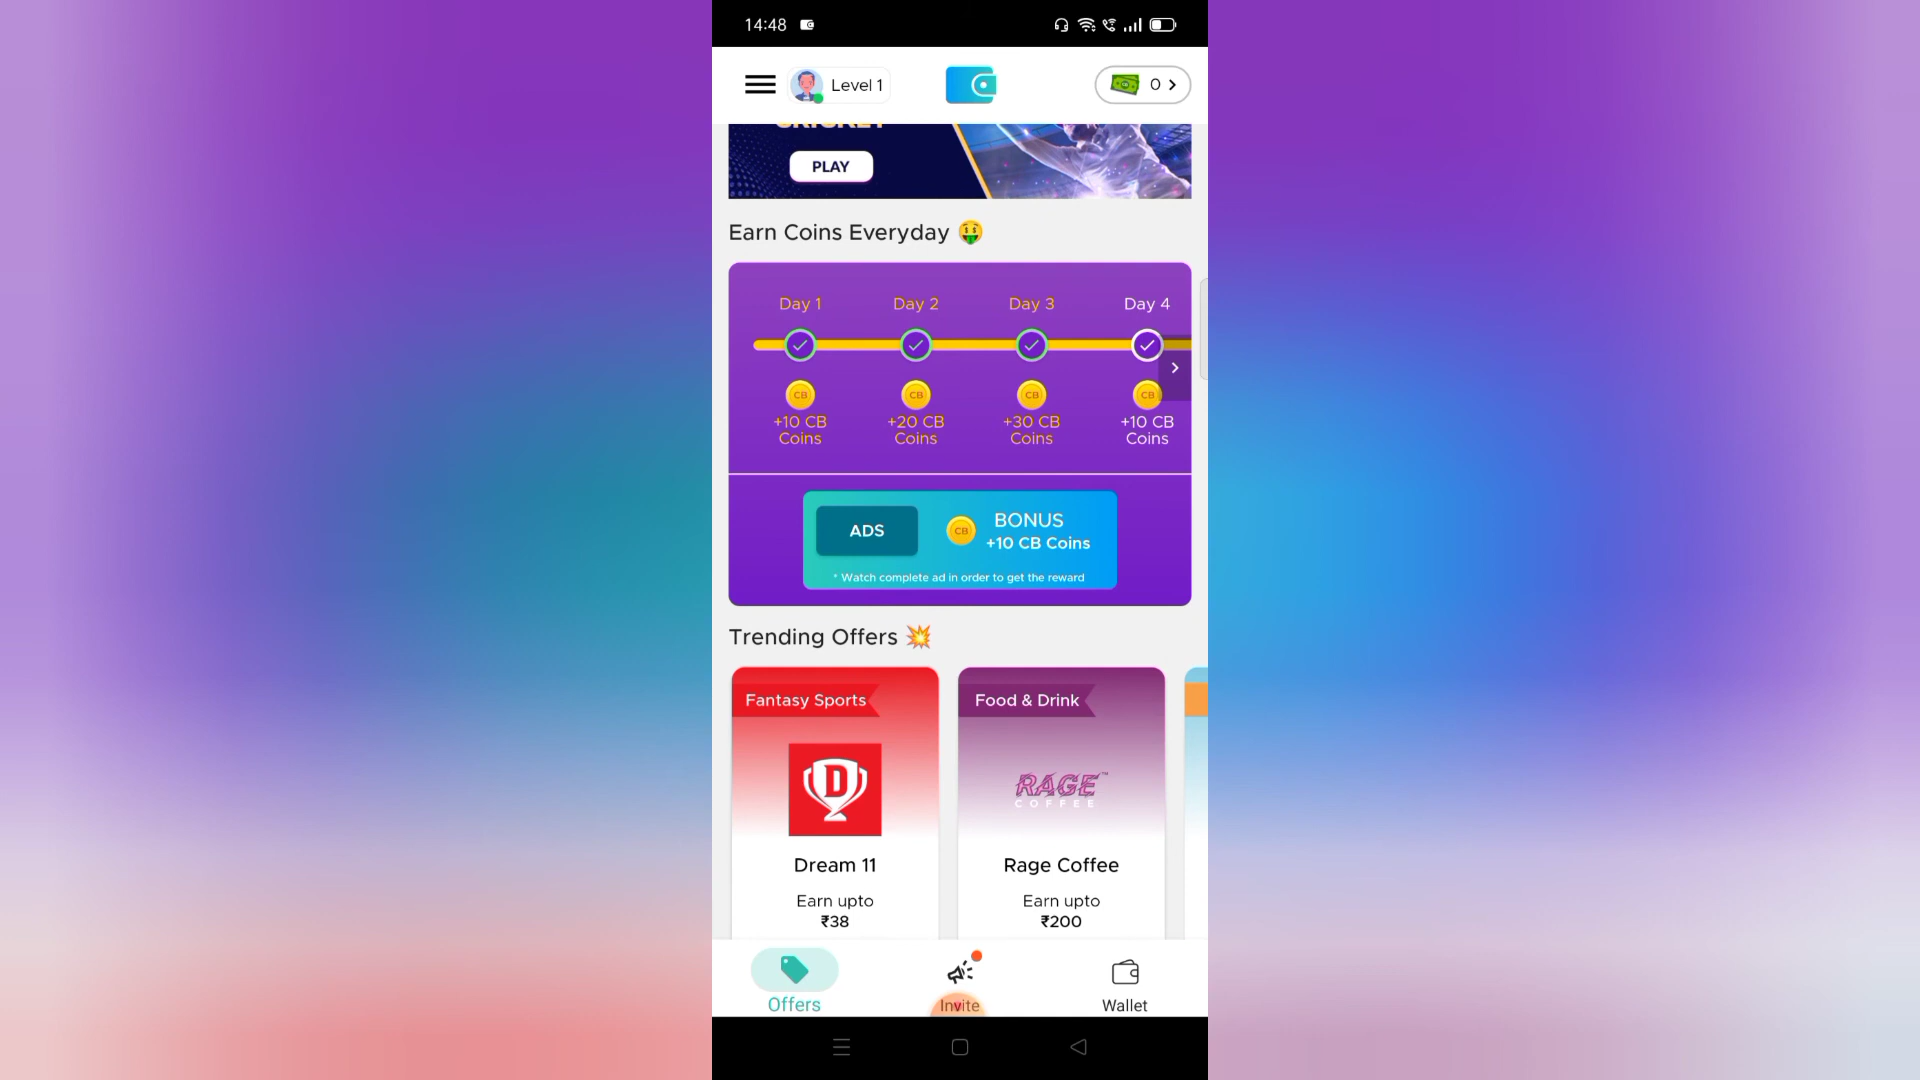 14:48
Level 1
0
PLAY
Earn Coins Everyday 🤑
Day 1 Day 2 Day 3 Day 4
CB CB CB CB
+10 CB Coins
+20 CB Coins
+30 CB Coins
+10 CB Coins
ADS
CB
BONUS
+10 CB Coins
* Watch complete ad in order to get the reward
Trending Offers 💥
Fantasy Sports
D
Dream 11
Earn upto
₹38
Food & Drink
RAGE™
COFFEE
Rage Coffee
Earn upto
₹200
Offers
Invite
Wallet